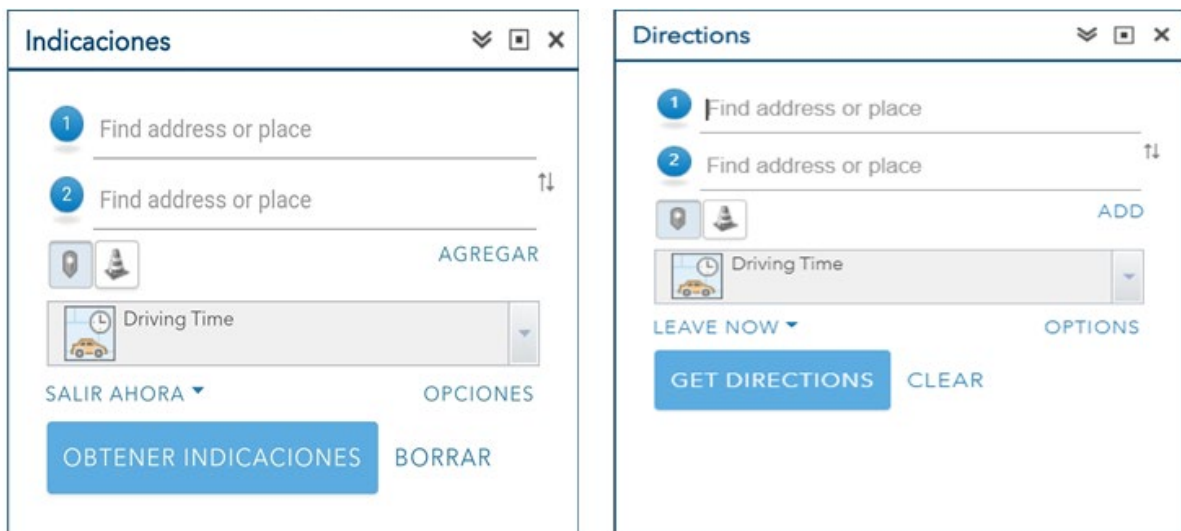 Indicaciones
1 Find address or place
2 Find address or place
AGREGAR
Driving Time
SALIR AHORA OPCIONES
OBTENER INDICACIONES BORRAR
Directions
1 Find address or place
2 Find address or place
ADD
Driving Time
LEAVE NOW OPTIONS
GET DIRECTIONS CLEAR